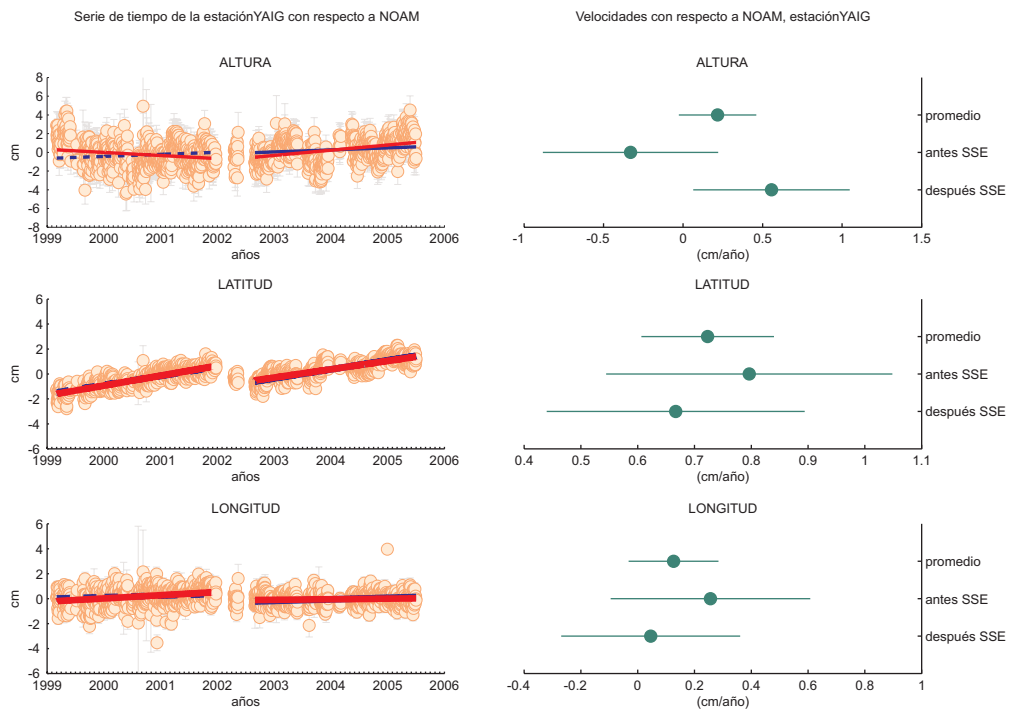 Serie de tiempo de la estaciónYAIG con respecto a NOAM
Velocidades con respecto a NOAM, estaciónYAIG
ALTURA
8
6
4
2
0
-2
-4
-6
-8
cm
1999 2000 2001 2002 2003 2004 2005 2006
años
ALTURA
promedio
antes SSE
después SSE
-1 -0.5 0 0.5 1 1.5
(cm/año)
LATITUD
6
4
2
0
-2
-4
-6
cm
1999 2000 2001 2002 2003 2004 2005 2006
años
LATITUD
promedio
antes SSE
después SSE
0.4 0.5 0.6 0.7 0.8 0.9 1 1.1
(cm/año)
LONGITUD
6
4
2
0
-2
-4
-6
cm
1999 2000 2001 2002 2003 2004 2005 2006
años
LONGITUD
promedio
antes SSE
después SSE
-0.4 -0.2 0 0.2 0.4 0.6 0.8 1
(cm/año)